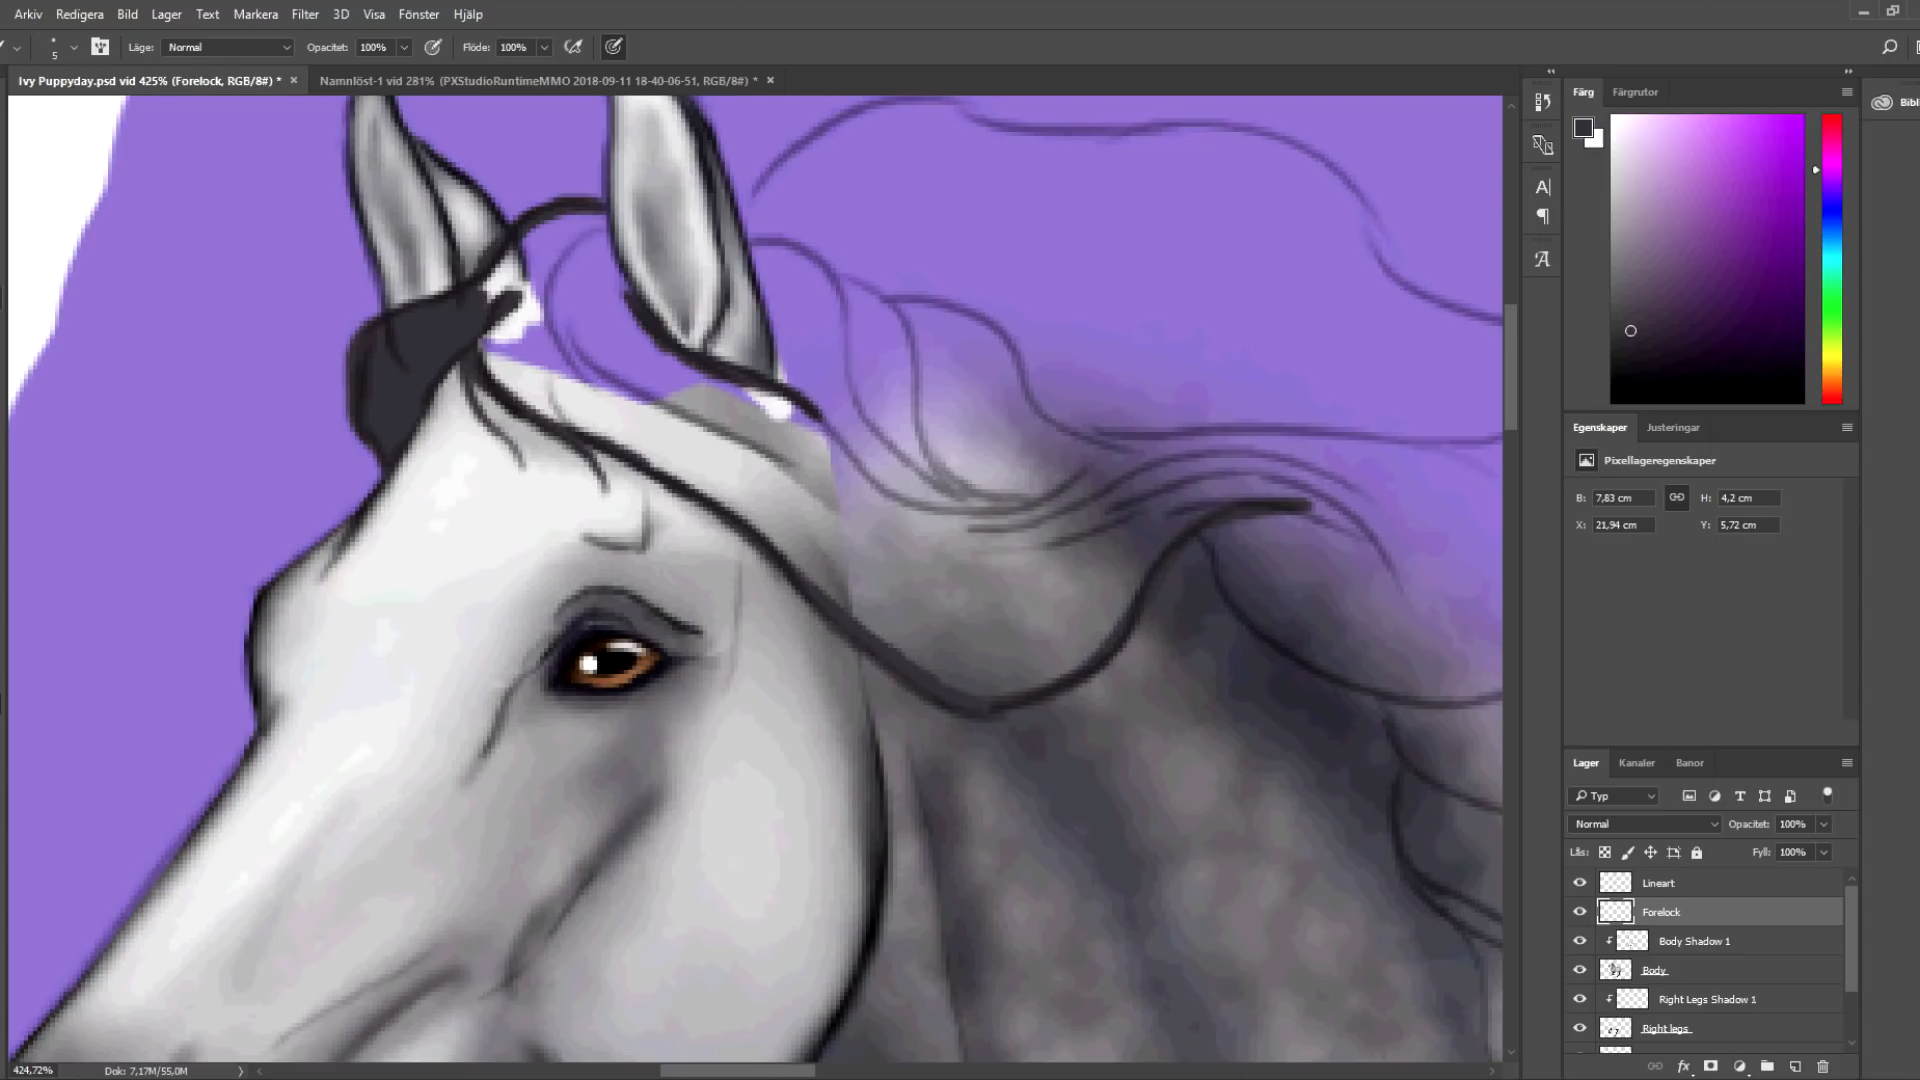 Arkiv Redigera Bild Lager Text Markera Filter 3D Visa Fönster Hjälp
5 Läge: Normal Opacitet: 100% Flöde: 100%
Ivy Puppyday.psd vid 425% (Forelock, RGB/8#) * × Namnlöst-1 vid 281% (PXStudioRuntimeMMO 2018-09-11 18-40-06-51, RGB/8#) * ×
Färg Färgrutor
Bibl
Egenskaper Justeringar
Pixellageregenskaper
B: 7,83 cm H: 4,2 cm
X: 21,94 cm Y: 5,72 cm
Lager Kanaler Banor
Typ
Normal Opacitet: 100%
Lås: Fyll: 100%
Lineart
Forelock
Body Shadow 1
Body
Right Legs Shadow 1
Right legs
424,72% Dok: 7,17M/55,0M
fx